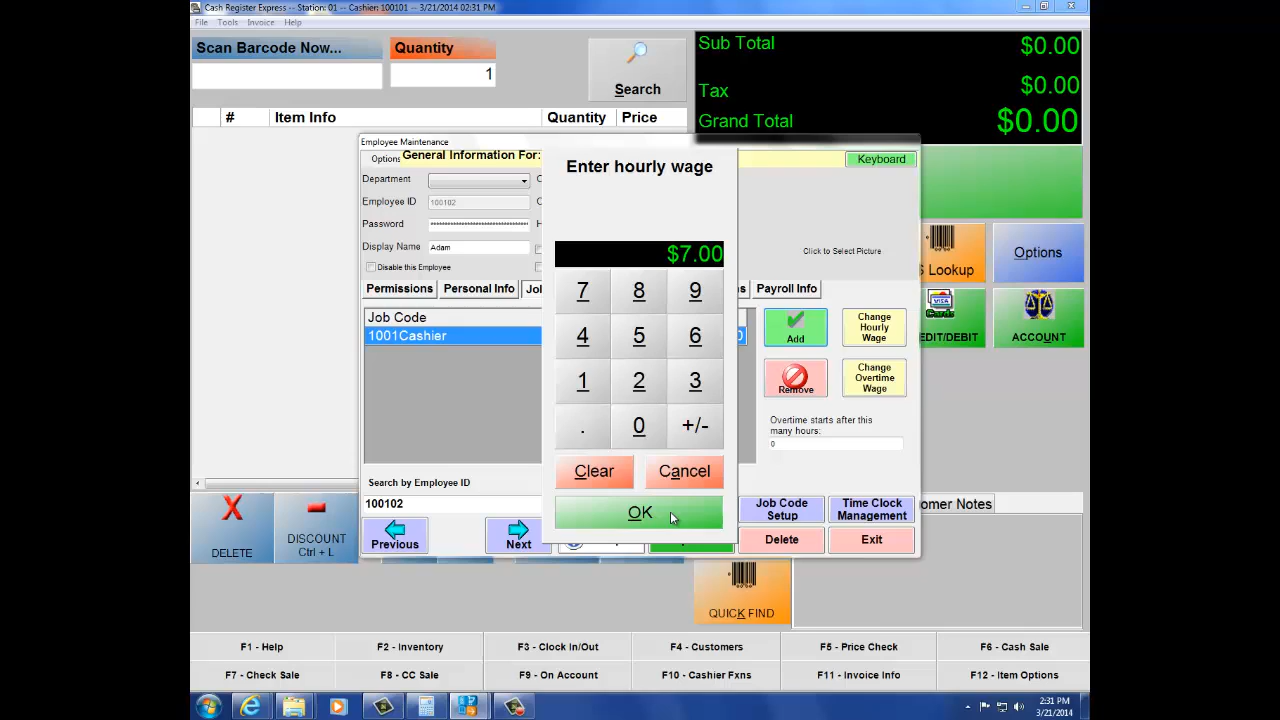 Cash Register Express -- Station: 01 -- Cashier: 100101 -- 3/21/2014 02:31 PM
File Tools Invoice Help
Scan Barcode Now...
Quantity
1
Search
Sub Total $0.00
Tax $0.00
Grand Total $0.00
# Item Info Quantity Price
Employee Maintenance
Options
General Information For:
Keyboard
Department
Employee ID 100102
Password *******************************
Display Name Adam
Disable this Employee
Click to Select Picture
Permissions
Personal Info
Payroll Info
Job Code
1001Cashier
Add
Change Hourly Wage
Remove
Change Overtime Wage
Overtime starts after this many hours:
0
Search by Employee ID
100102
Previous
Next
Job Code Setup
Time Clock Management
Delete
Exit
Enter hourly wage
$7.00
7 8 9
4 5 6
1 2 3
. 0 +/-
Clear
Cancel
OK
Lookup
Options
Cards
VISA
ACCOUNT
DELETE
DISCOUNT
Ctrl + L
QUICK FIND
Notes
F1 - Help
F2 - Inventory
F3 - Clock In/Out
F4 - Customers
F5 - Price Check
F6 - Cash Sale
F7 - Check Sale
F8 - CC Sale
F9 - On Account
F10 - Cashier Fxns
F11 - Invoice Info
F12 - Item Options
2:31 PM
3/21/2014